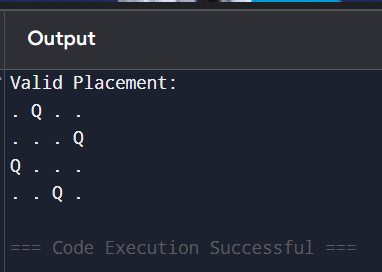 Output
Valid Placement:
. Q . .
. . . Q
Q . . .
. . Q .
=== Code Execution Successful ===